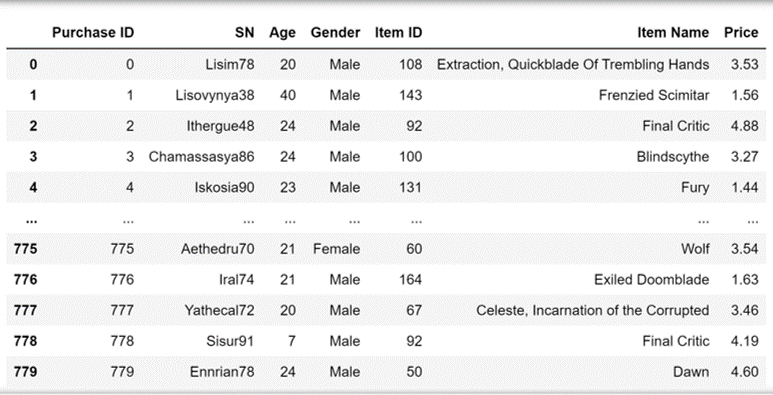 Purchase ID SN Age Gender Item ID Item Name Price
0 0 Lisim78 20 Male 108 Extraction, Quickblade Of Trembling Hands 3.53
1 1 Lisovynya38 40 Male 143 Frenzied Scimitar 1.56
2 2 Ithergue48 24 Male 92 Final Critic 4.88
3 3 Chamassasya86 24 Male 100 Blindscythe 3.27
4 4 Iskosia90 23 Male 131 Fury 1.44
... ... ... ... ... ... ... ...
775 775 Aethedru70 21 Female 60 Wolf 3.54
776 776 Iral74 21 Male 164 Exiled Doomblade 1.63
777 777 Yathecal72 20 Male 67 Celeste, Incarnation of the Corrupted 3.46
778 778 Sisur91 7 Male 92 Final Critic 4.19
779 779 Ennrian78 24 Male 50 Dawn 4.60